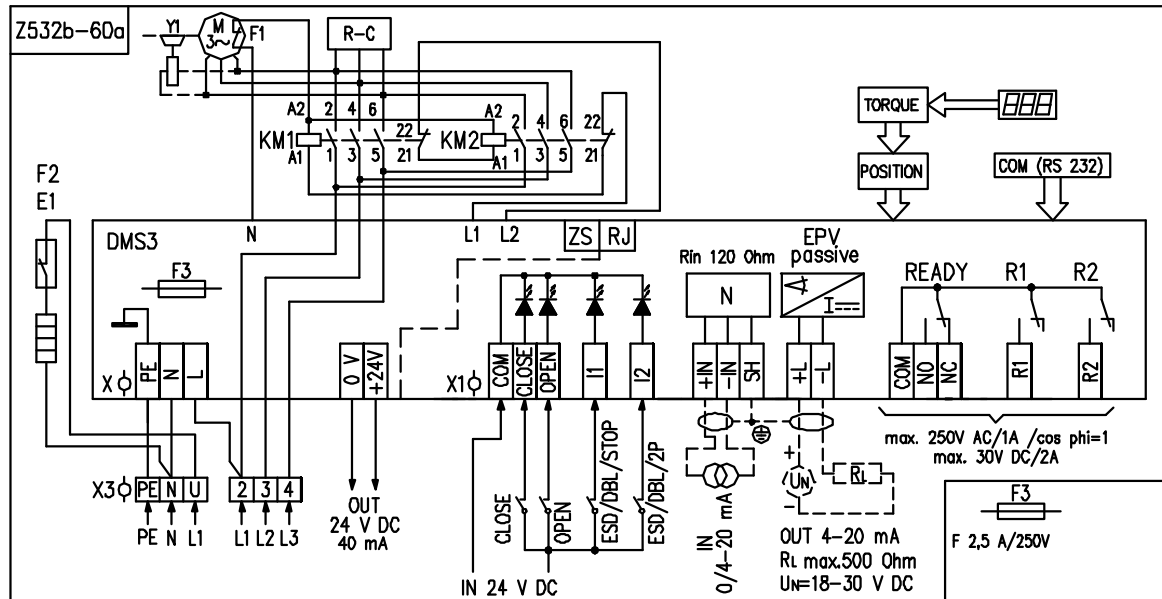 Z532b-6Da
Y1
M
3~
F1
R-C
A2 2 4 6
22
A2
2 4 6
22
KM1
A1
1 3 5
21
KM2
A1
1 3 5
21
TORQUE
POSITION
COM (RS 232)
F2
E1
DMS3
N
L1 L2
ZS RJ
F3
Rin 120 Ohm
N
EPV
passive
I
READY R1 R2
X
PE N L
0 V
+24V
X1
COM CLOSE OPEN
I1
I2
+IN -IN SH
+L -L
COM NO NC
R1
R2
max. 250V AC/1A /cos phi=1
max. 30V DC/2A
X3
PE N U
2 3 4
PE N L1
L1 L2 L3
OUT
24 V DC
40 mA
CLOSE
OPEN
ESD/DBL/STOP
ESD/DBL/2P
IN 24 V DC
IN
0/4-20 mA
+
UN
-
RL
OUT 4-20 mA
RL max.500 Ohm
UN=18-30 V DC
F3
F 2,5 A/250V